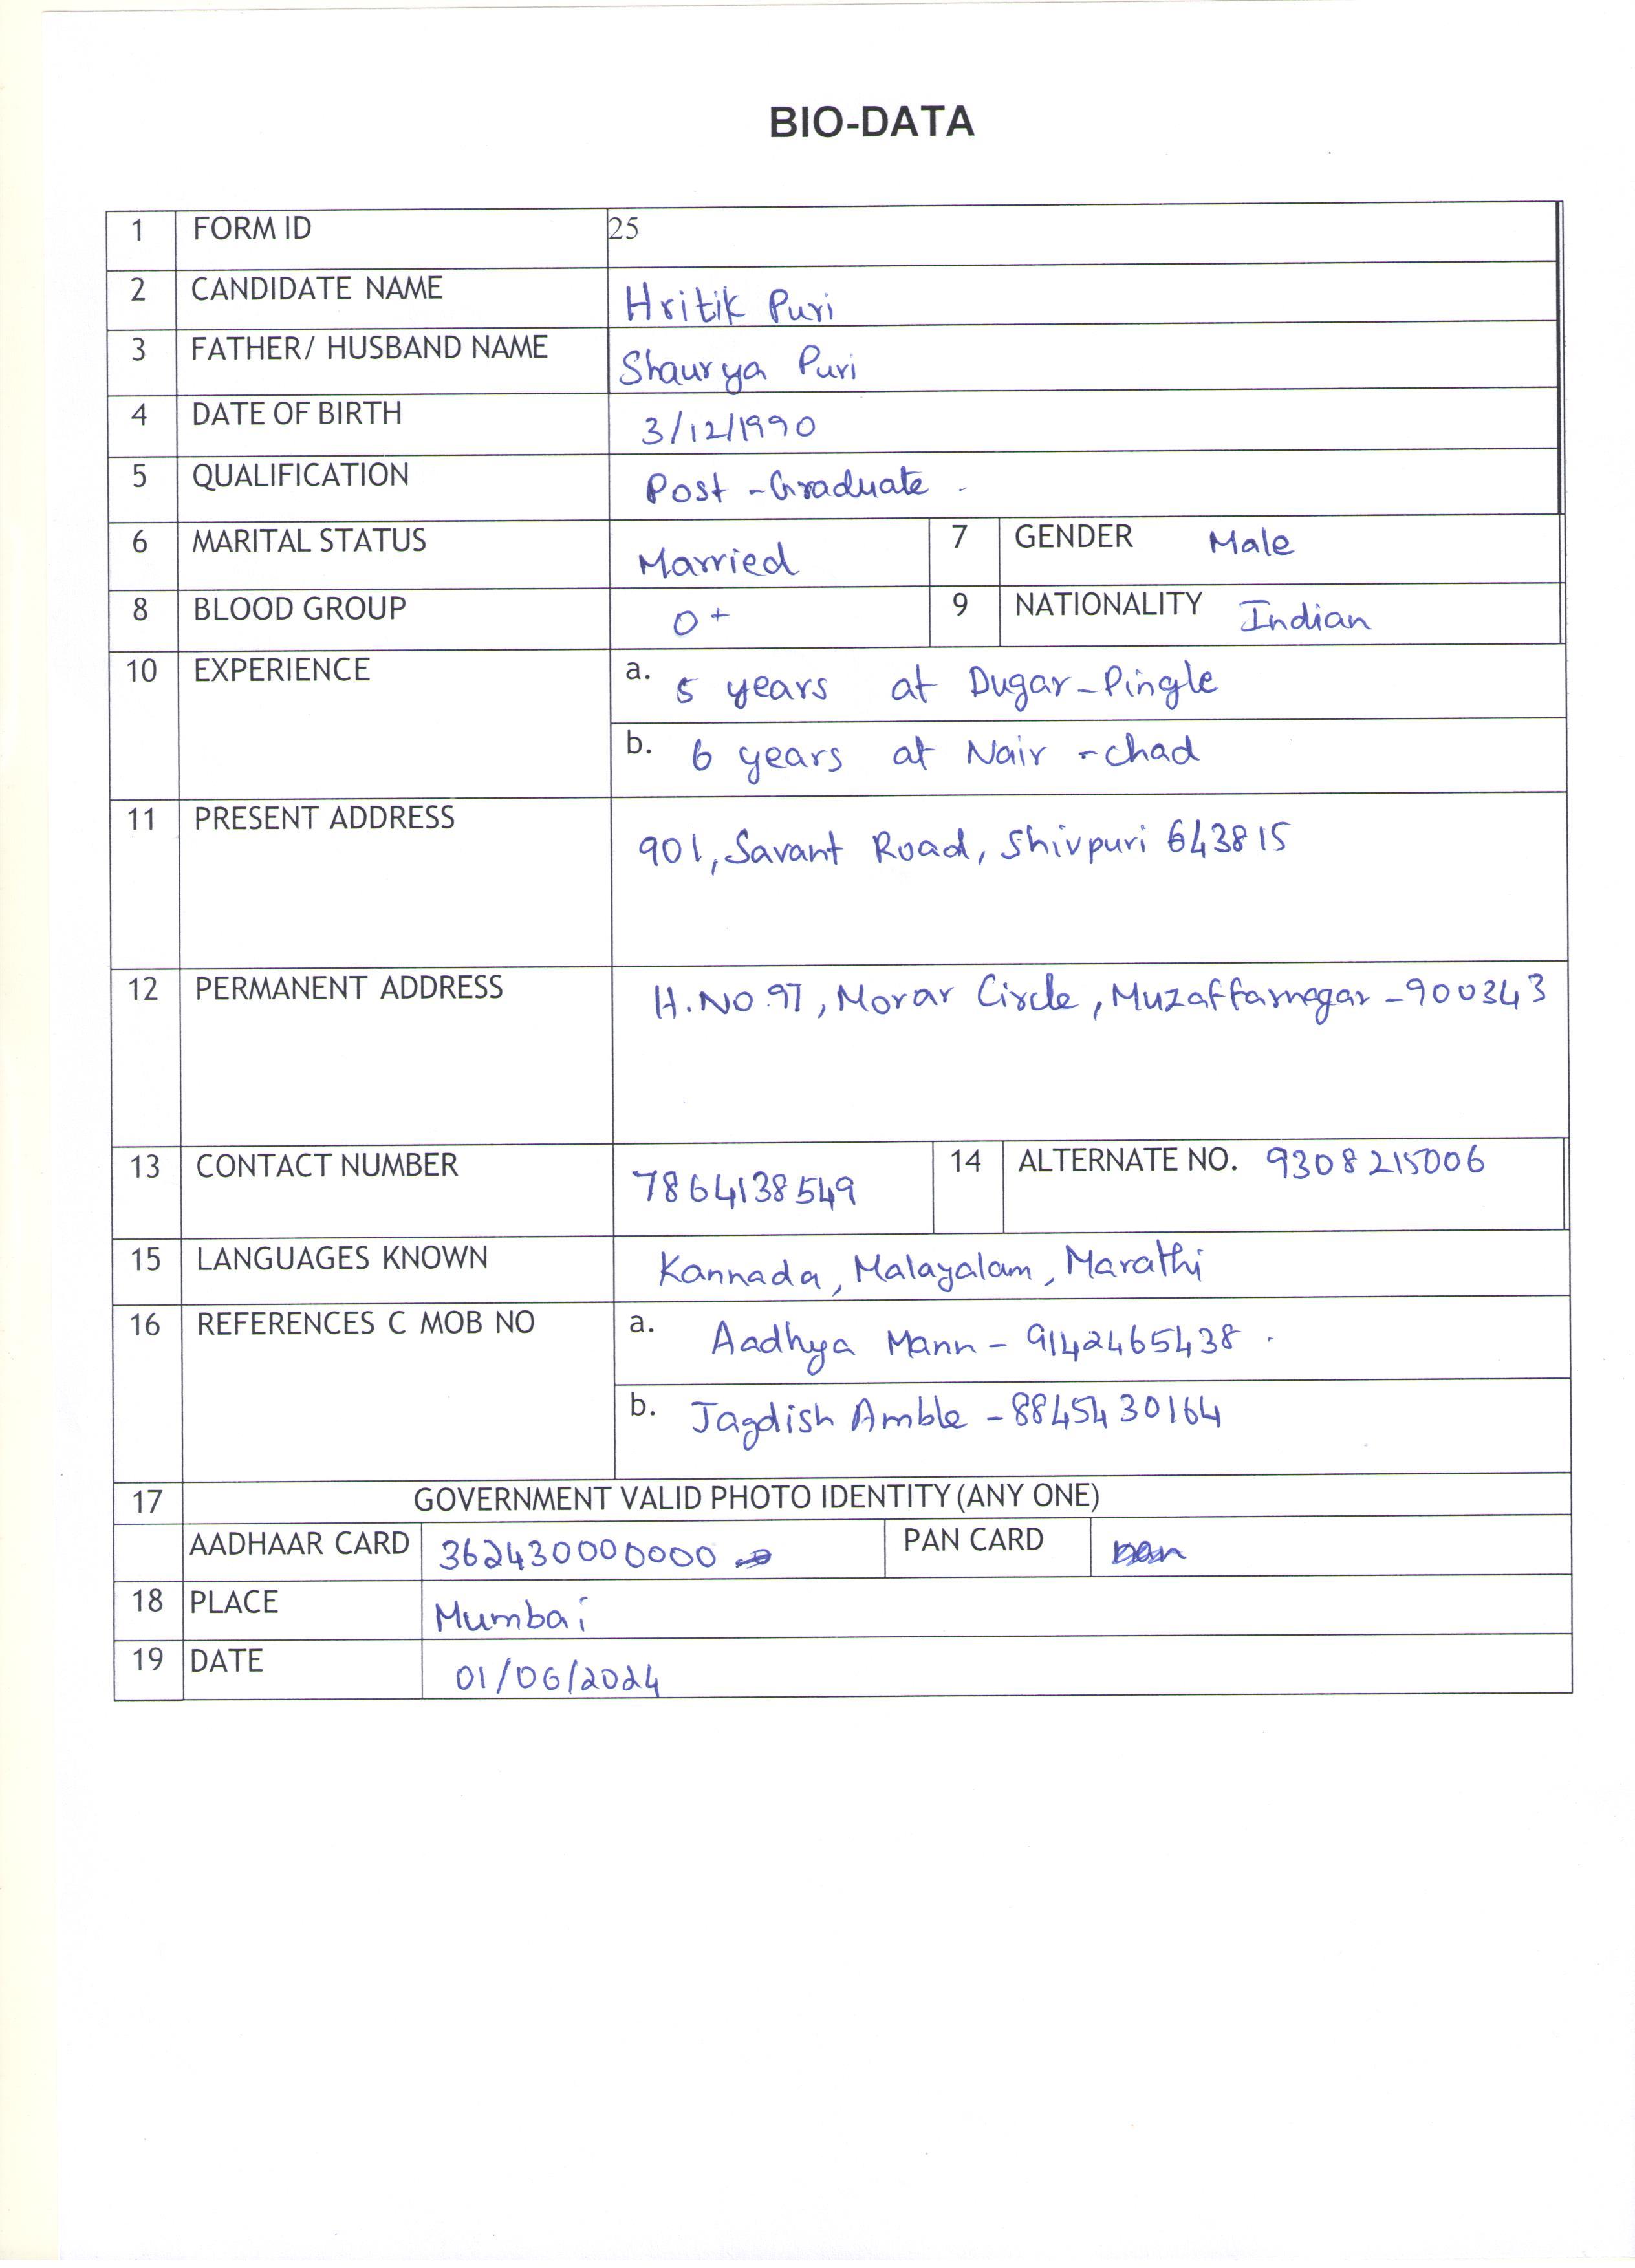 BIO-DATA
1 FORM ID 25
2 CANDIDATE NAME Hritik Puri
3 FATHER/ HUSBAND NAME Shaurya Puri
4 DATE OF BIRTH 3/12/1990
5 QUALIFICATION Post-Graduate
6 MARITAL STATUS Married 7 GENDER Male
8 BLOOD GROUP O+ 9 NATIONALITY Indian
10 EXPERIENCE a. 5 years at Dugar-Pingle
b. 6 years at Nair-chad
11 PRESENT ADDRESS 901, Savant Road, Shivpuri 643815
12 PERMANENT ADDRESS H.NO.97, Morar Circle, Muzaffarnagar-900343
13 CONTACT NUMBER 7864138549 14 ALTERNATE NO. 9308215006
15 LANGUAGES KNOWN Kannada, Malayalam, Marathi
16 REFERENCES C MOB NO a. Aadhya Mann - 9142465438
b. Jagdish Amble - 8845430164
17 GOVERNMENT VALID PHOTO IDENTITY (ANY ONE)
AADHAAR CARD 362430000000 PAN CARD
18 PLACE Mumbai
19 DATE 01/06/2024